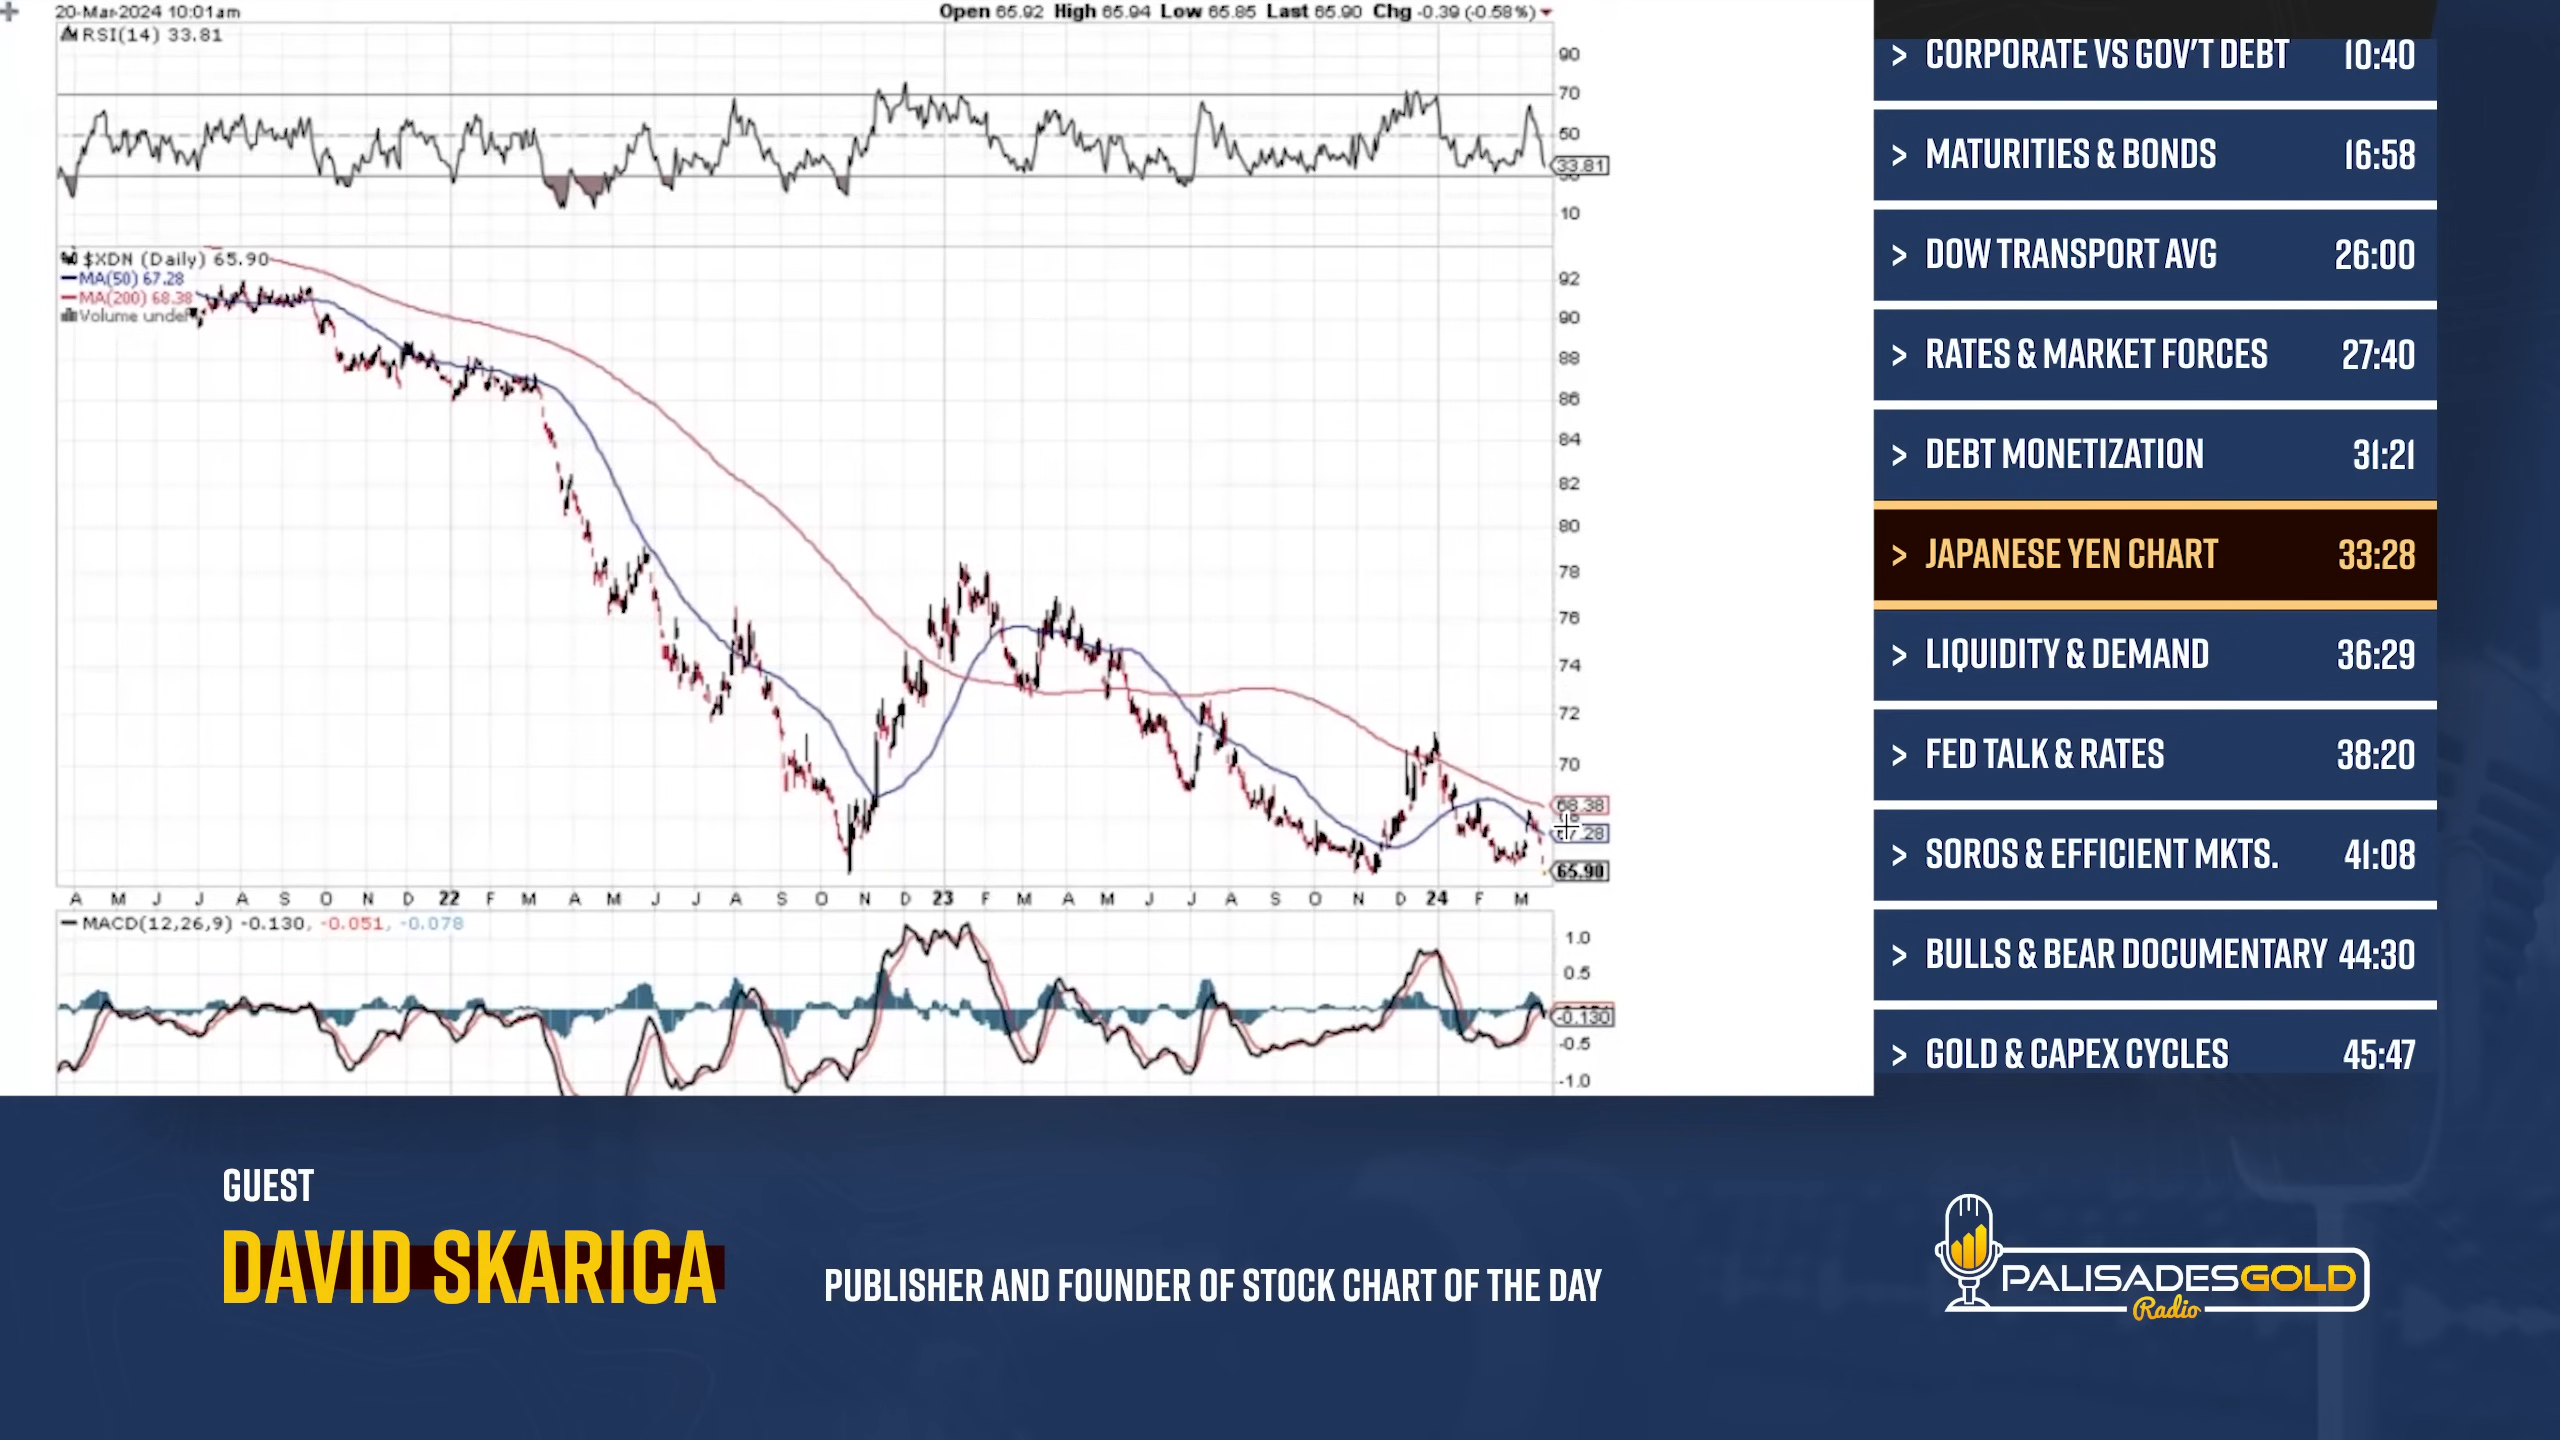 20-Mar-2024 10:01am
Open 65.92 High 65.94 Low 65.85 Last 65.90 Chg -0.39 (-0.58%)
RSI(14) 33.81
90
70
50
33.81
30
10
$XDN (Daily) 65.90
MA(50) 67.28
MA(200) 68.38
Volume undef
92
90
88
86
84
82
80
78
76
74
72
70
68.38
67.28
65.90
A M J J A S O N D 22 F M A M J J A S O N D 23 F M A M J J A S O N D 24 F M
MACD(12,26,9) -0.130, -0.051, -0.078
1.0
0.5
-0.130
-0.5
-1.0
> CORPORATE VS GOV'T DEBT 10:40
> MATURITIES & BONDS 16:58
> DOW TRANSPORT AVG 26:00
> RATES & MARKET FORCES 27:40
> DEBT MONETIZATION 31:21
> JAPANESE YEN CHART 33:28
> LIQUIDITY & DEMAND 36:29
> FED TALK & RATES 38:20
> SOROS & EFFICIENT MKTS. 41:08
> BULLS & BEAR DOCUMENTARY 44:30
> GOLD & CAPEX CYCLES 45:47
GUEST
DAVID SKARICA
PUBLISHER AND FOUNDER OF STOCK CHART OF THE DAY
PALISADESGOLD
Radio